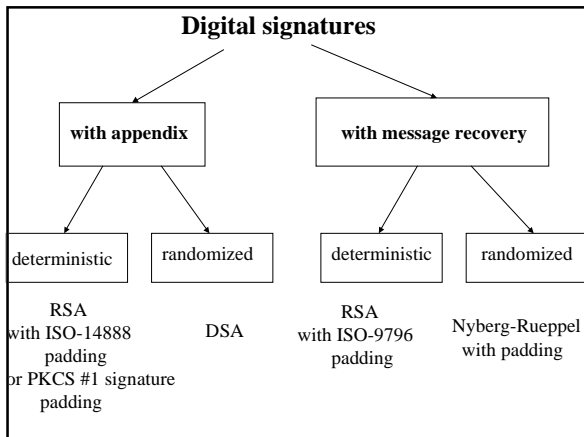 Digital signatures
with appendix
with message recovery
deterministic
randomized
deterministic
randomized
RSA
with ISO-14888
padding
or PKCS #1 signature
padding
DSA
RSA
with ISO-9796
padding
Nyberg-Rueppel
with padding